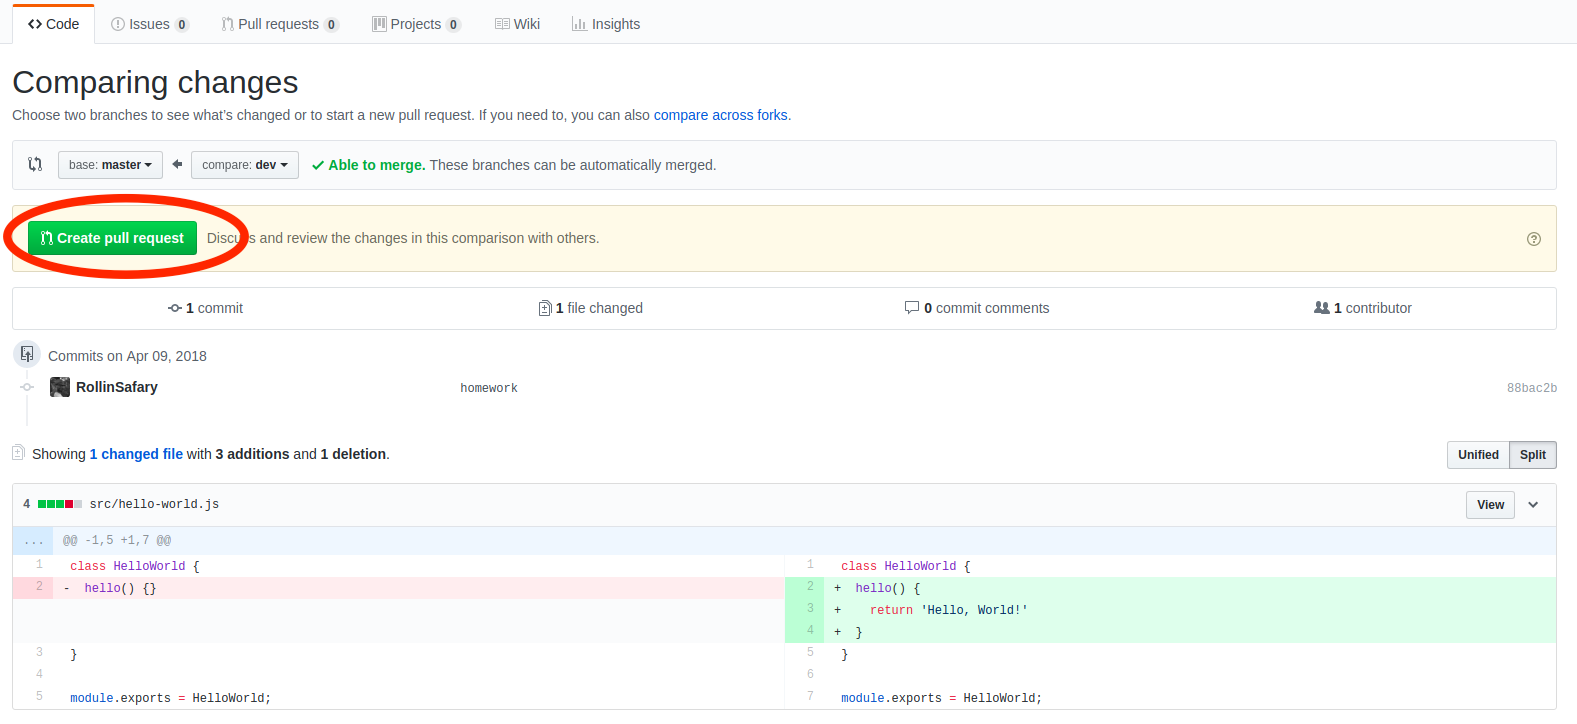 Code Issues 0 Pull requests 0 Projects 0 Wiki Insights
Comparing changes
Choose two branches to see what's changed or to start a new pull request. If you need to, you can also compare across forks.
base: master compare: dev Able to merge. These branches can be automatically merged.
Create pull request Discuss and review the changes in this comparison with others.
1 commit 1 file changed 0 commit comments 1 contributor
Commits on Apr 09, 2018
RollinSafary homework 88bac2b
Showing 1 changed file with 3 additions and 1 deletion. Unified Split
4 src/hello-world.js View
... @@ -1,5 +1,7 @@
1 class HelloWorld { 1 class HelloWorld {
2 - hello() {} 2 + hello() {
3 + return 'Hello, World!'
4 + }
3 } 5 }
4 6
5 module.exports = HelloWorld; 7 module.exports = HelloWorld;